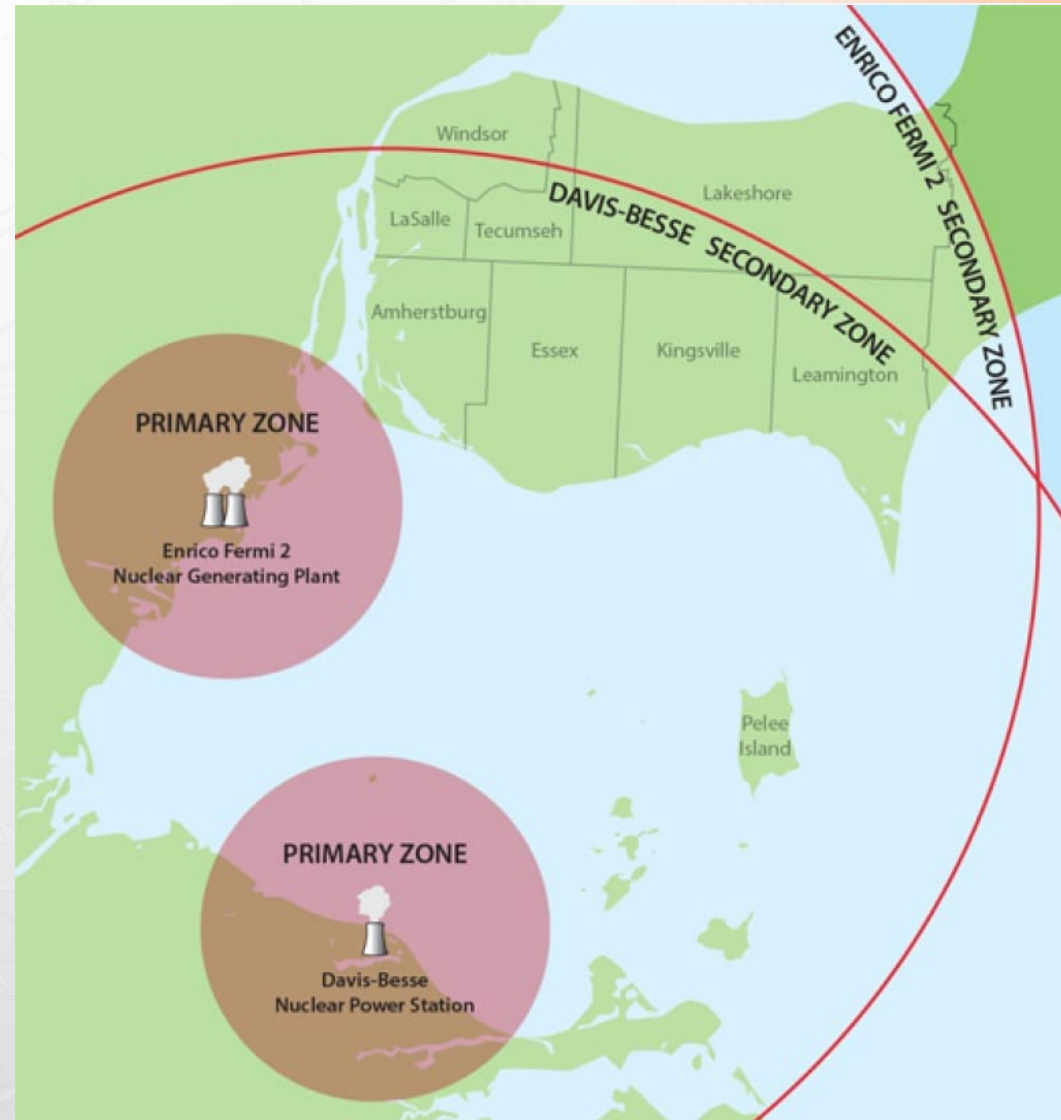 ENRICO FERMI 2 SECONDARY ZONE
Windsor
DAVIS-BESSE SECONDARY ZONE
Lakeshore
LaSalle
Tecumseh
Amherstburg
Essex
Kingsville
Leamington
PRIMARY ZONE
Enrico Fermi 2
Nuclear Generating Plant
Pelee
Island
PRIMARY ZONE
Davis-Besse
Nuclear Power Station